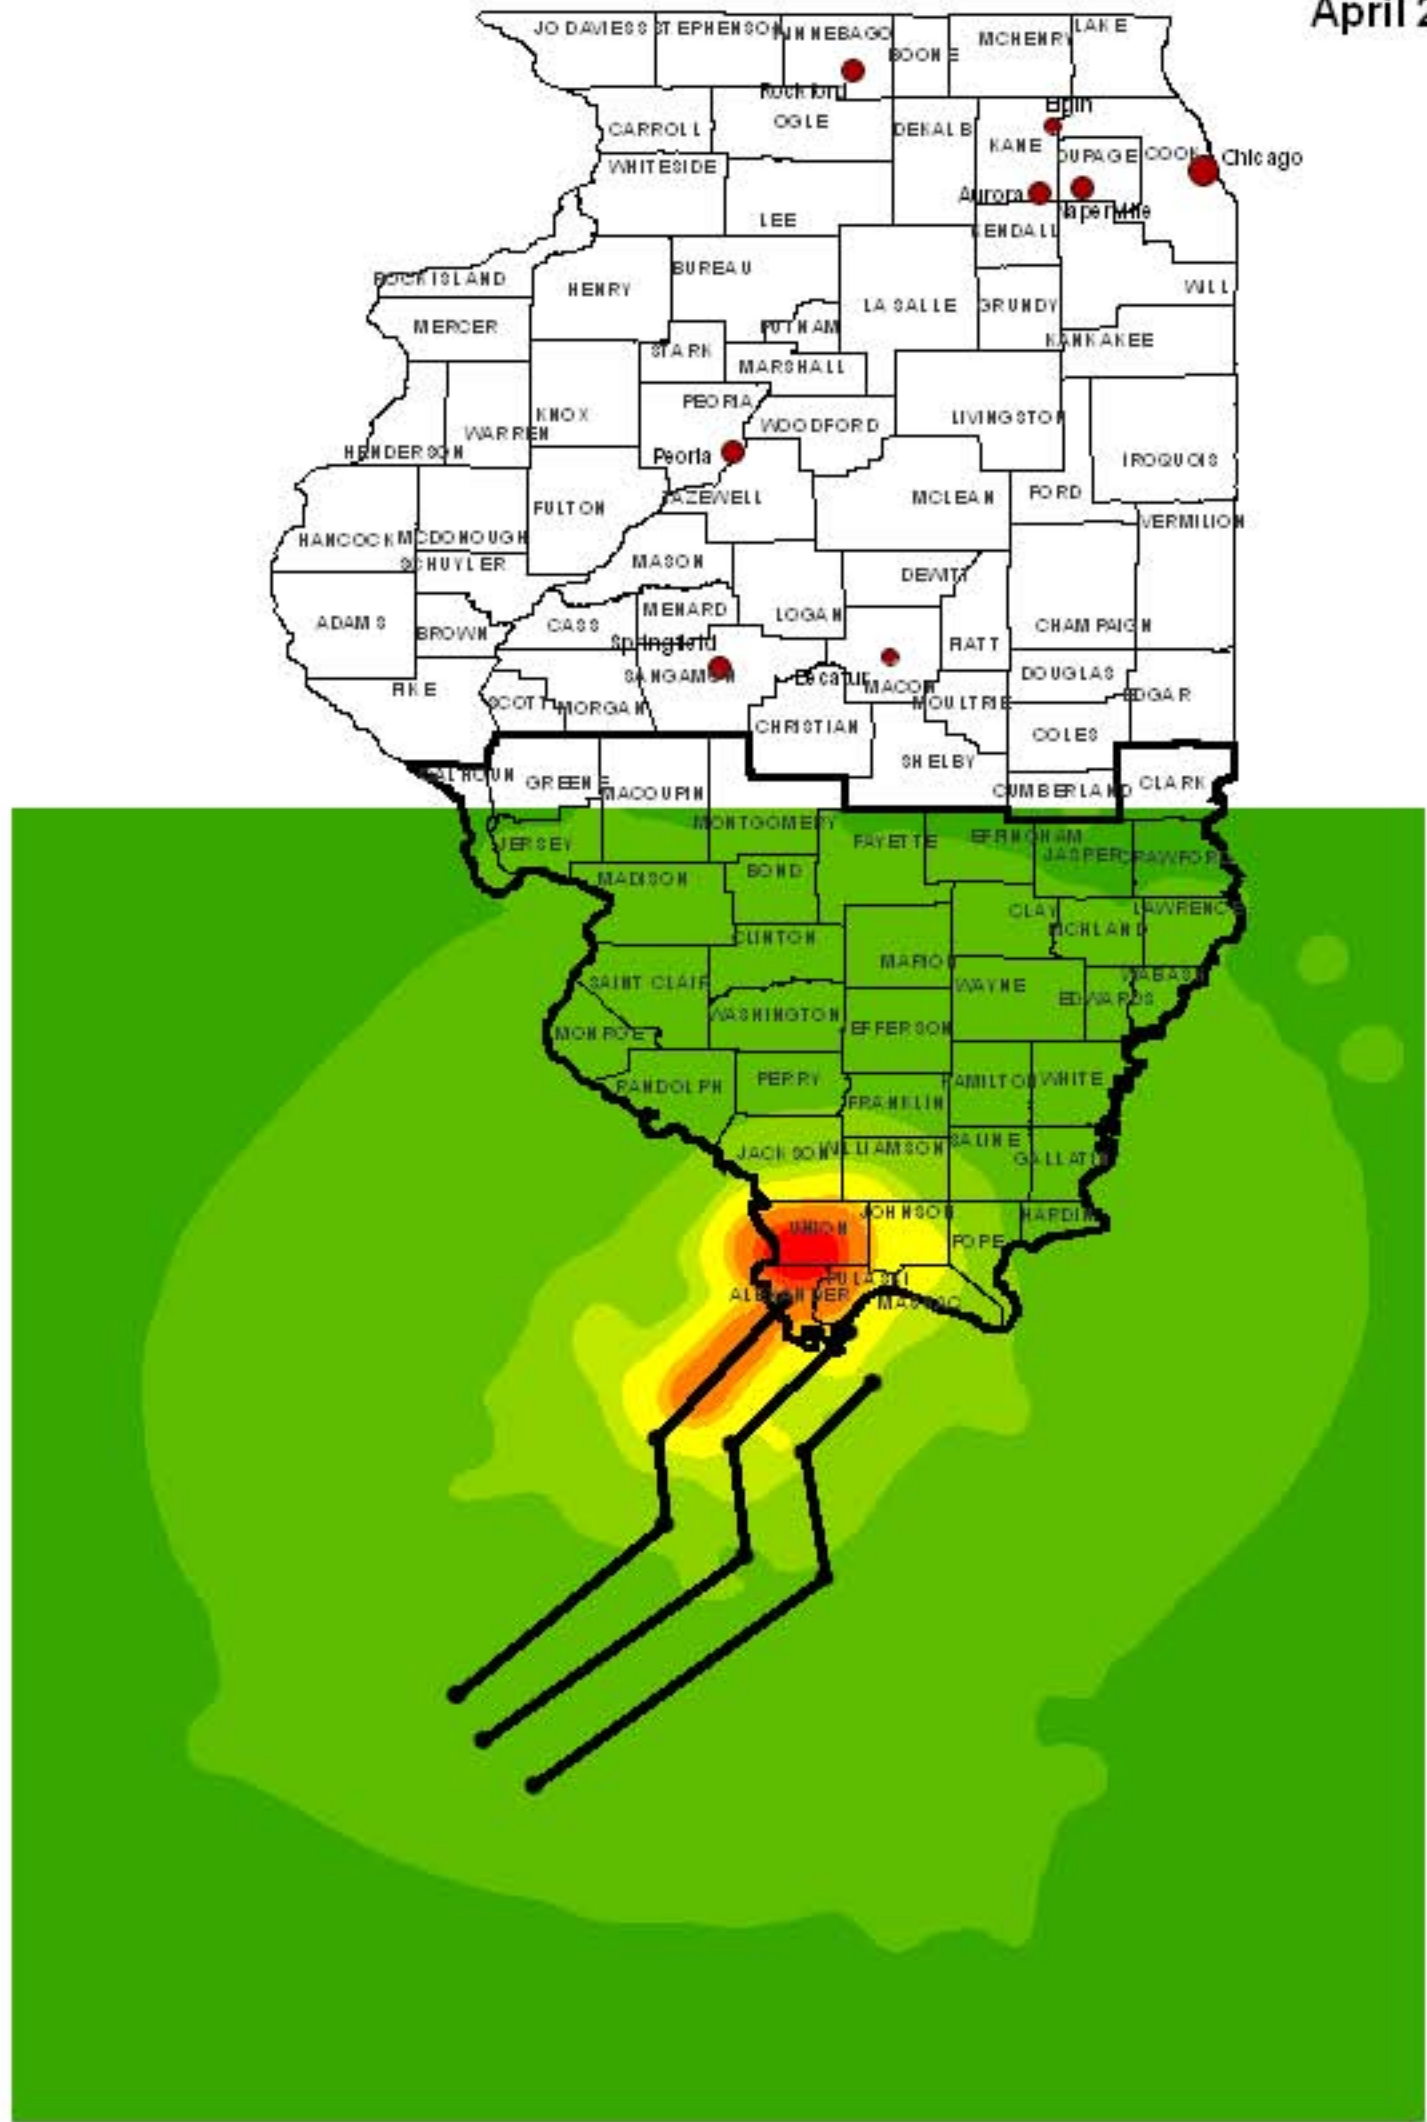 April 2
JO DAVIESS
STEPHENSON
WINNEBAGO
BOONE
MCHENRY
LAKE
Rockford
Elgin
CARROLL
OGLE
DEKALB
KANE
DUPAGE
COOK
Chicago
WHITESIDE
Aurora
Naperville
LEE
KENDALL
ROCK ISLAND
HENRY
BUREAU
LA SALLE
GRUNDY
WILL
MERCER
PUTNAM
KANKAKEE
STARK
MARSHALL
PEORIA
KNOX
WARREN
WOODFORD
LIVINGSTON
HENDERSON
Peoria
IROQUOIS
TAZEWELL
MCLEAN
FORD
FULTON
VERMILION
HANCOCK
MCDONOUGH
SCHUYLER
MASON
DEWITT
MENARD
LOGAN
ADAMS
BROWN
CASS
CHAMPAIGN
Springfield
PIATT
SANGAMON
Decatur
MACON
DOUGLAS
EDGAR
PIKE
SCOTT
MORGAN
MOULTRIE
CHRISTIAN
COLES
SHELBY
CALHOUN
GREENE
MACOUPIN
CUMBERLAND
CLARK
MONTGOMERY
JERSEY
FAYETTE
EFFINGHAM
JASPER
CRAWFORD
MADISON
BOND
CLAY
LAWRENCE
RICHLAND
CLINTON
MARION
WABASH
SAINT CLAIR
WAYNE
EDWARDS
WASHINGTON
JEFFERSON
MONROE
RANDOLPH
PERRY
HAMILTON
WHITE
FRANKLIN
JACKSON
WILLIAMSON
SALINE
GALLATIN
UNION
JOHNSON
POPE
HARDIN
PULASKI
ALEXANDER
MASSAC